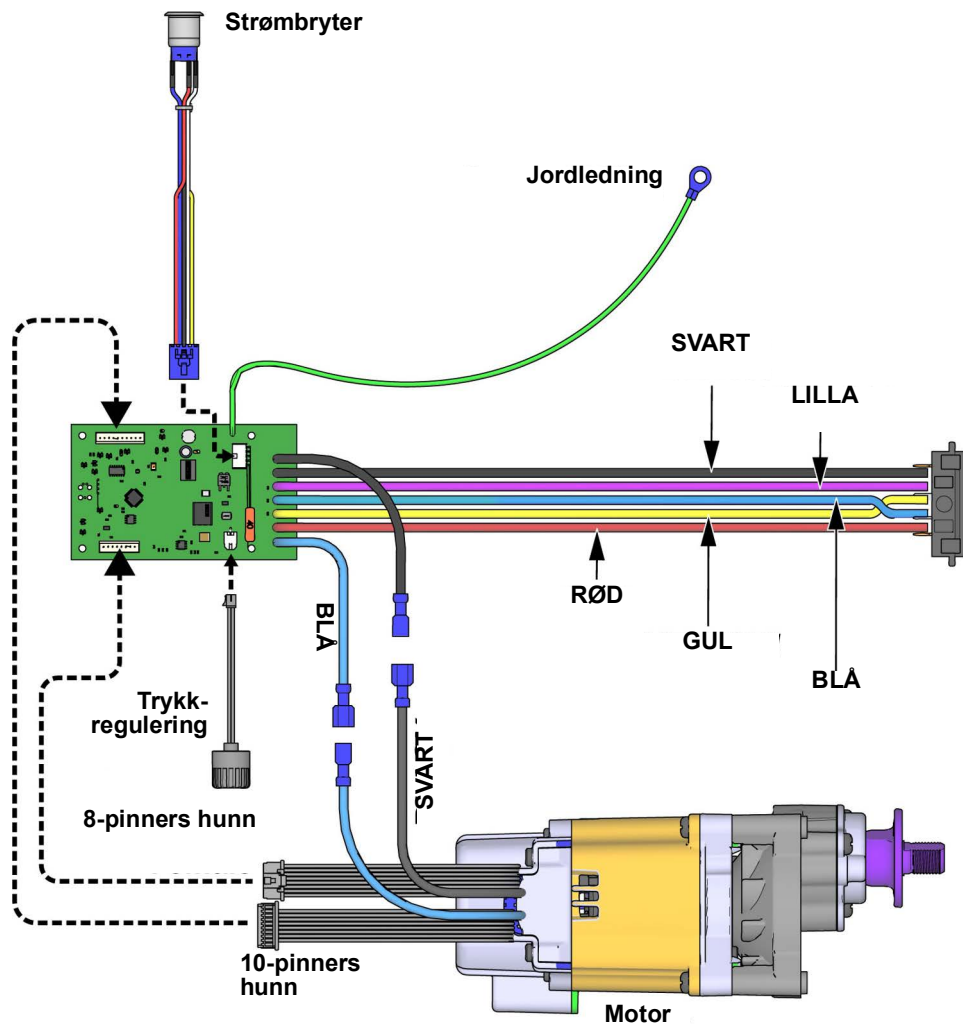 Strømbryter
Jordledning
SVART
LILLA
RØD
GUL
BLÅ
BLÅ
SVART
Trykk-
regulering
8-pinners hunn
10-pinners
hunn
Motor